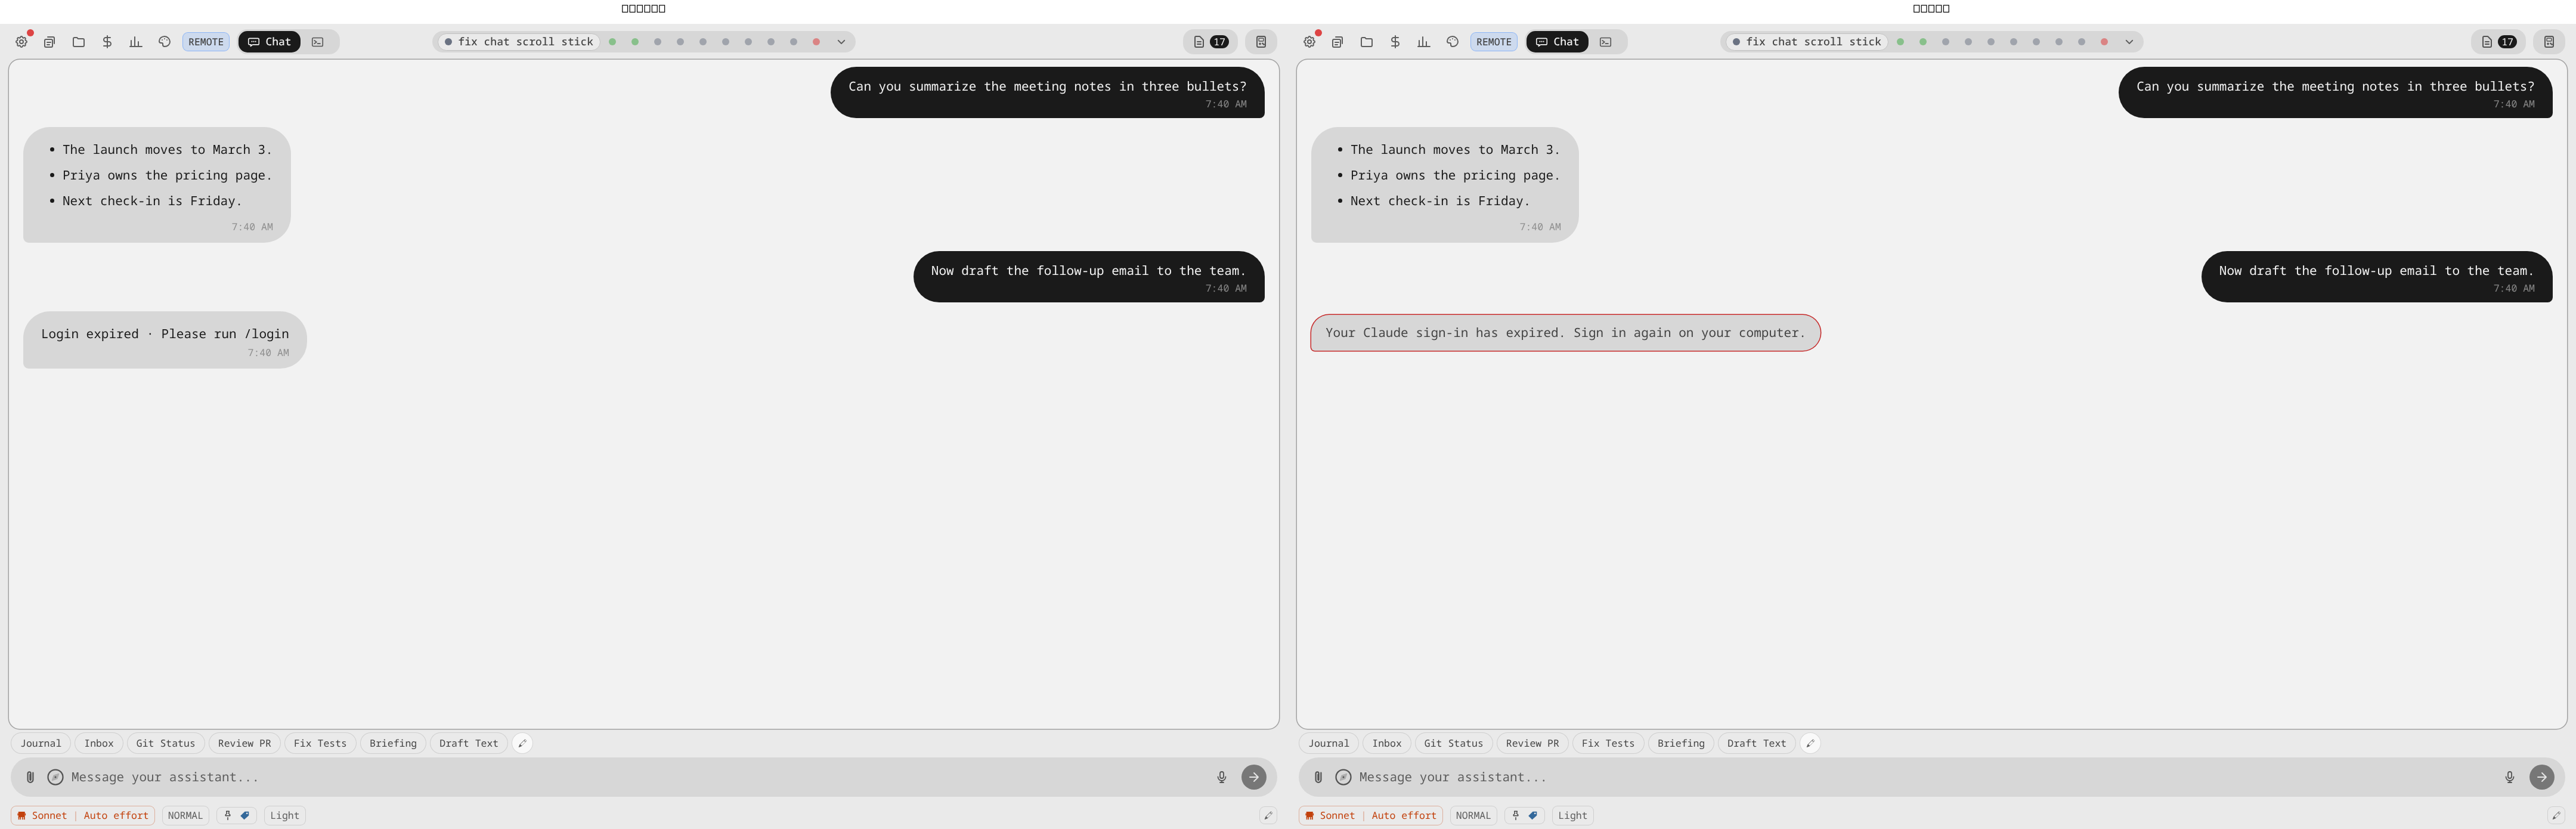 REMOTE
Chat
fix chat scroll stick
17
Can you summarize the meeting notes in three bullets?
7:40 AM
• The launch moves to March 3.
• Priya owns the pricing page.
• Next check-in is Friday.
7:40 AM
Now draft the follow-up email to the team.
7:40 AM
Login expired · Please run /login
7:40 AM
Journal
Inbox
Git Status
Review PR
Fix Tests
Briefing
Draft Text
Message your assistant...
Sonnet | Auto effort
NORMAL
Light
REMOTE
Chat
fix chat scroll stick
17
Can you summarize the meeting notes in three bullets?
7:40 AM
• The launch moves to March 3.
• Priya owns the pricing page.
• Next check-in is Friday.
7:40 AM
Now draft the follow-up email to the team.
7:40 AM
Your Claude sign-in has expired. Sign in again on your computer.
Journal
Inbox
Git Status
Review PR
Fix Tests
Briefing
Draft Text
Message your assistant...
Sonnet | Auto effort
NORMAL
Light